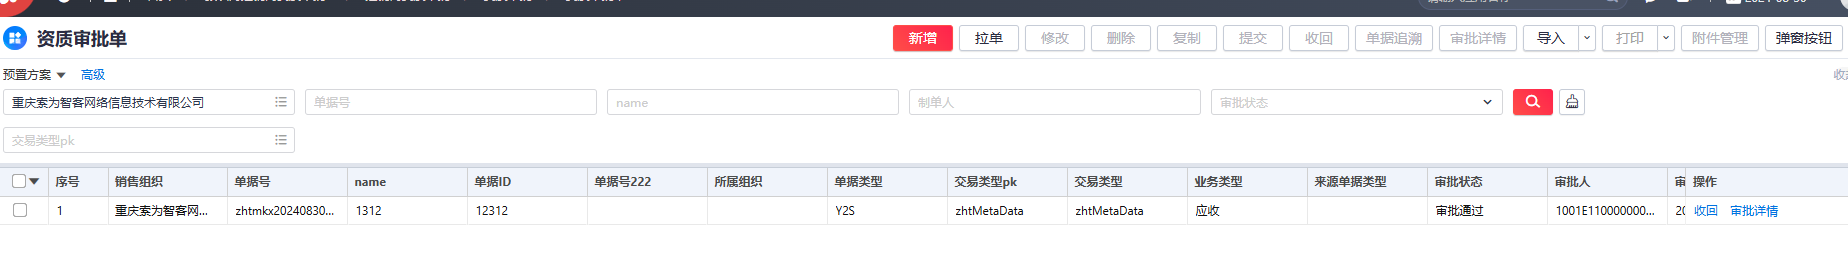 资质审批单
新增 拉单 修改 删除 复制 提交 收回 单据追溯 审批详情 导入 打印 附件管理 弹窗按钮
预置方案 高级
重庆索为智客网络信息技术有限公司 单据号 name 制单人 审批状态
交易类型pk
序号 销售组织 单据号 name 单据ID 单据号222 所属组织 单据类型 交易类型pk 交易类型 业务类型 来源单据类型 审批状态 审批人 操作
1 重庆索为智客网... zhtmkx20240830... 1312 12312 Y2S zhtMetaData zhtMetaData 应收 审批通过 1001E110000000... 20 收回 审批详情